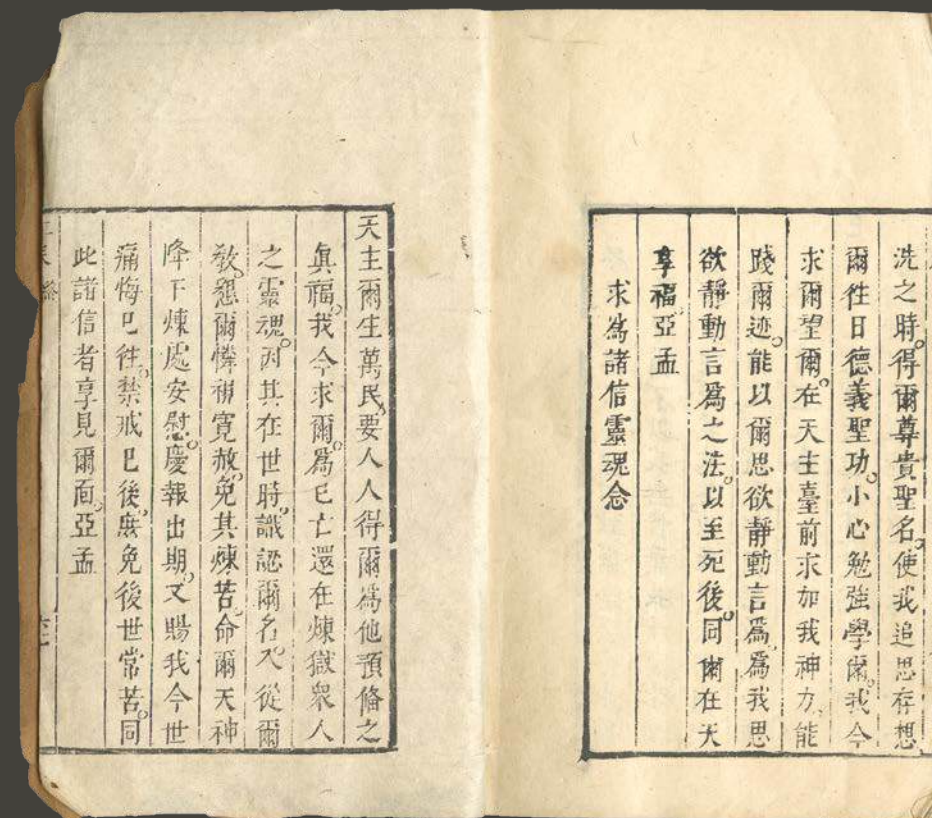 洗之時。得爾尊貴聖名。使我追思存想
爾徃日德義聖功。小心勉強學爾。我今
求爾望爾。在天主臺前求加我神力。能
踐爾迹。能以爾思欲靜動言爲。爲我思
欲靜動言爲之法。以至死後。同爾在天
享福。亞孟
求爲諸信靈魂念
天主爾生萬民。要人人得爾爲他預備之
眞福。我今求爾。爲已亡還在煉獄衆人
之靈魂。因其在世時。識認爾名。又從爾
敎。懇爾憐視寬赦。免其煉苦。命爾天神
降下煉處安慰。慶報出期。又賜我今世
痛悔已徃。禁戒已後。庶免後世常苦。同
此諸信者享見爾面。亞孟